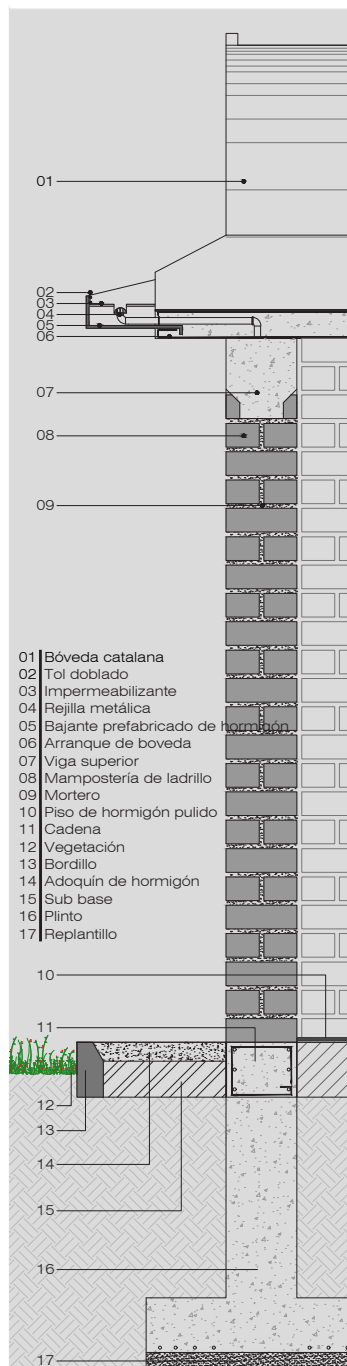 01
02
03
04
05
06
07
08
09
01 Bóveda catalana
02 Tol doblado
03 Impermeabilizante
04 Rejilla metálica
05 Bajante prefabricado de hormigón
06 Arranque de boveda
07 Viga superior
08 Mampostería de ladrillo
09 Mortero
10 Piso de hormigón pulido
11 Cadena
12 Vegetación
13 Bordillo
14 Adoquín de hormigón
15 Sub base
16 Plinto
17 Replantillo
10
11
12
13
14
15
16
17